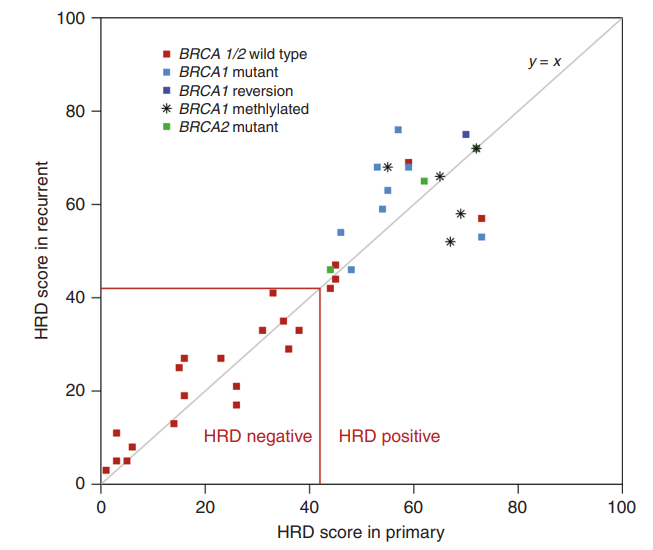 100
80
60
40
20
0
HRD score in recurrent
BRCA 1/2 wild type
BRCA1 mutant
BRCA1 reversion
BRCA1 methlylated
BRCA2 mutant
y = x
HRD negative
HRD positive
0
20
40
60
80
100
HRD score in primary